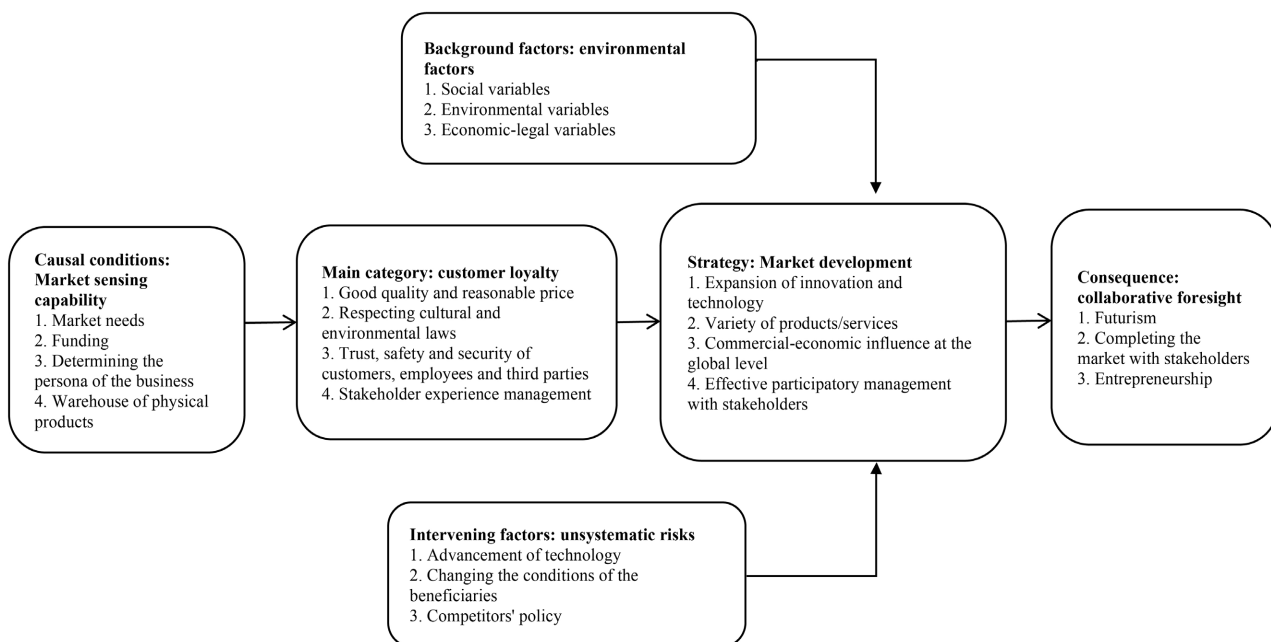 Background factors: environmental
factors
1. Social variables
2. Environmental variables
3. Economic-legal variables
Causal conditions:
Market sensing
capability
1. Market needs
2. Funding
3. Determining the
persona of the business
4. Warehouse of physical
products
Main category: customer loyalty
1. Good quality and reasonable price
2. Respecting cultural and
environmental laws
3. Trust, safety and security of
customers, employees and third parties
4. Stakeholder experience management
Strategy: Market development
1. Expansion of innovation and
technology
2. Variety of products/services
3. Commercial-economic influence at the
global level
4. Effective participatory management
with stakeholders
Consequence:
collaborative foresight
1. Futurism
2. Completing the
market with stakeholders
3. Entrepreneurship
Intervening factors: unsystematic risks
1. Advancement of technology
2. Changing the conditions of the
beneficiaries
3. Competitors' policy